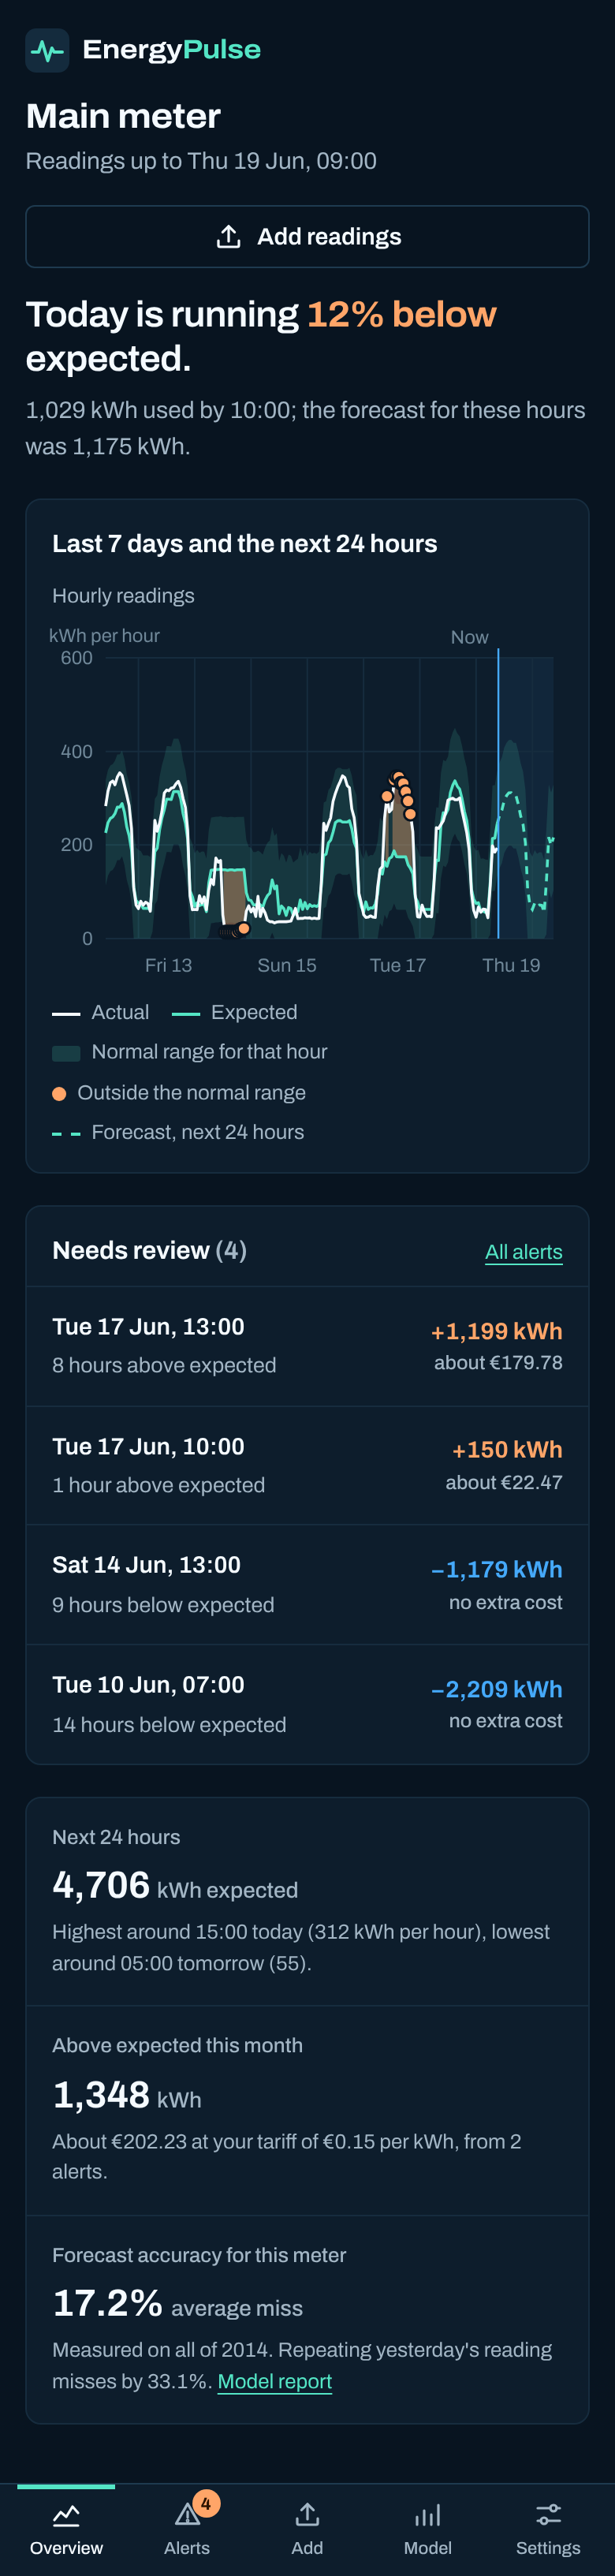 EnergyPulse
Main meter
Readings up to Thu 19 Jun, 09:00
Add readings
Today is running 12% below
expected.
1,029 kWh used by 10:00; the forecast for these hours
was 1,175 kWh.
Last 7 days and the next 24 hours
Hourly readings
kWh per hour
Now
600
400
200
0
Fri 13
Sun 15
Tue 17
Thu 19
Actual
Expected
Normal range for that hour
Outside the normal range
Forecast, next 24 hours
Needs review (4)
All alerts
Tue 17 Jun, 13:00
+1,199 kWh
8 hours above expected
about €179.78
Tue 17 Jun, 10:00
+150 kWh
1 hour above expected
about €22.47
Sat 14 Jun, 13:00
−1,179 kWh
9 hours below expected
no extra cost
Tue 10 Jun, 07:00
−2,209 kWh
14 hours below expected
no extra cost
Next 24 hours
4,706 kWh expected
Highest around 15:00 today (312 kWh per hour), lowest
around 05:00 tomorrow (55).
Above expected this month
1,348 kWh
About €202.23 at your tariff of €0.15 per kWh, from 2
alerts.
Forecast accuracy for this meter
17.2% average miss
Measured on all of 2014. Repeating yesterday's reading
misses by 33.1%. Model report
4
Overview
Alerts
Add
Model
Settings